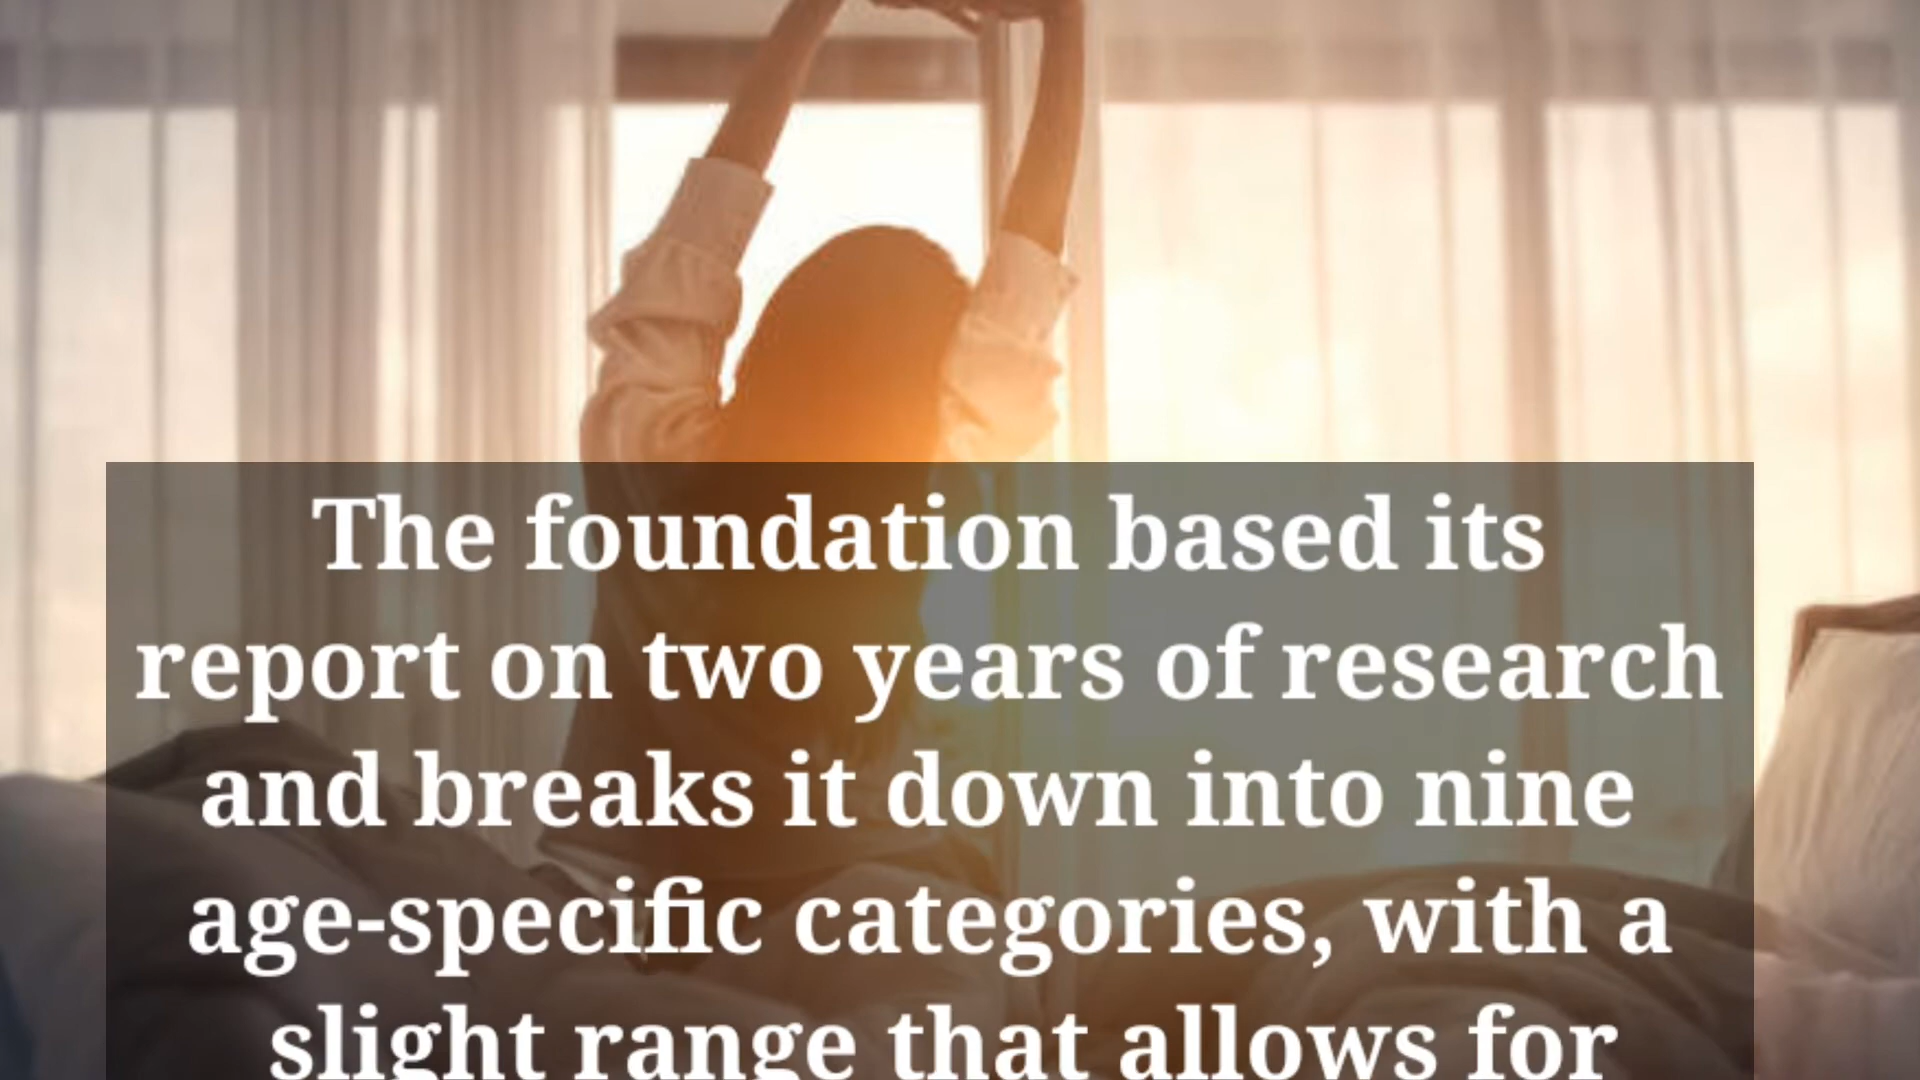 The foundation based its
report on two years of research
and breaks it down into nine
age-specific categories, with a
slight range that allows for